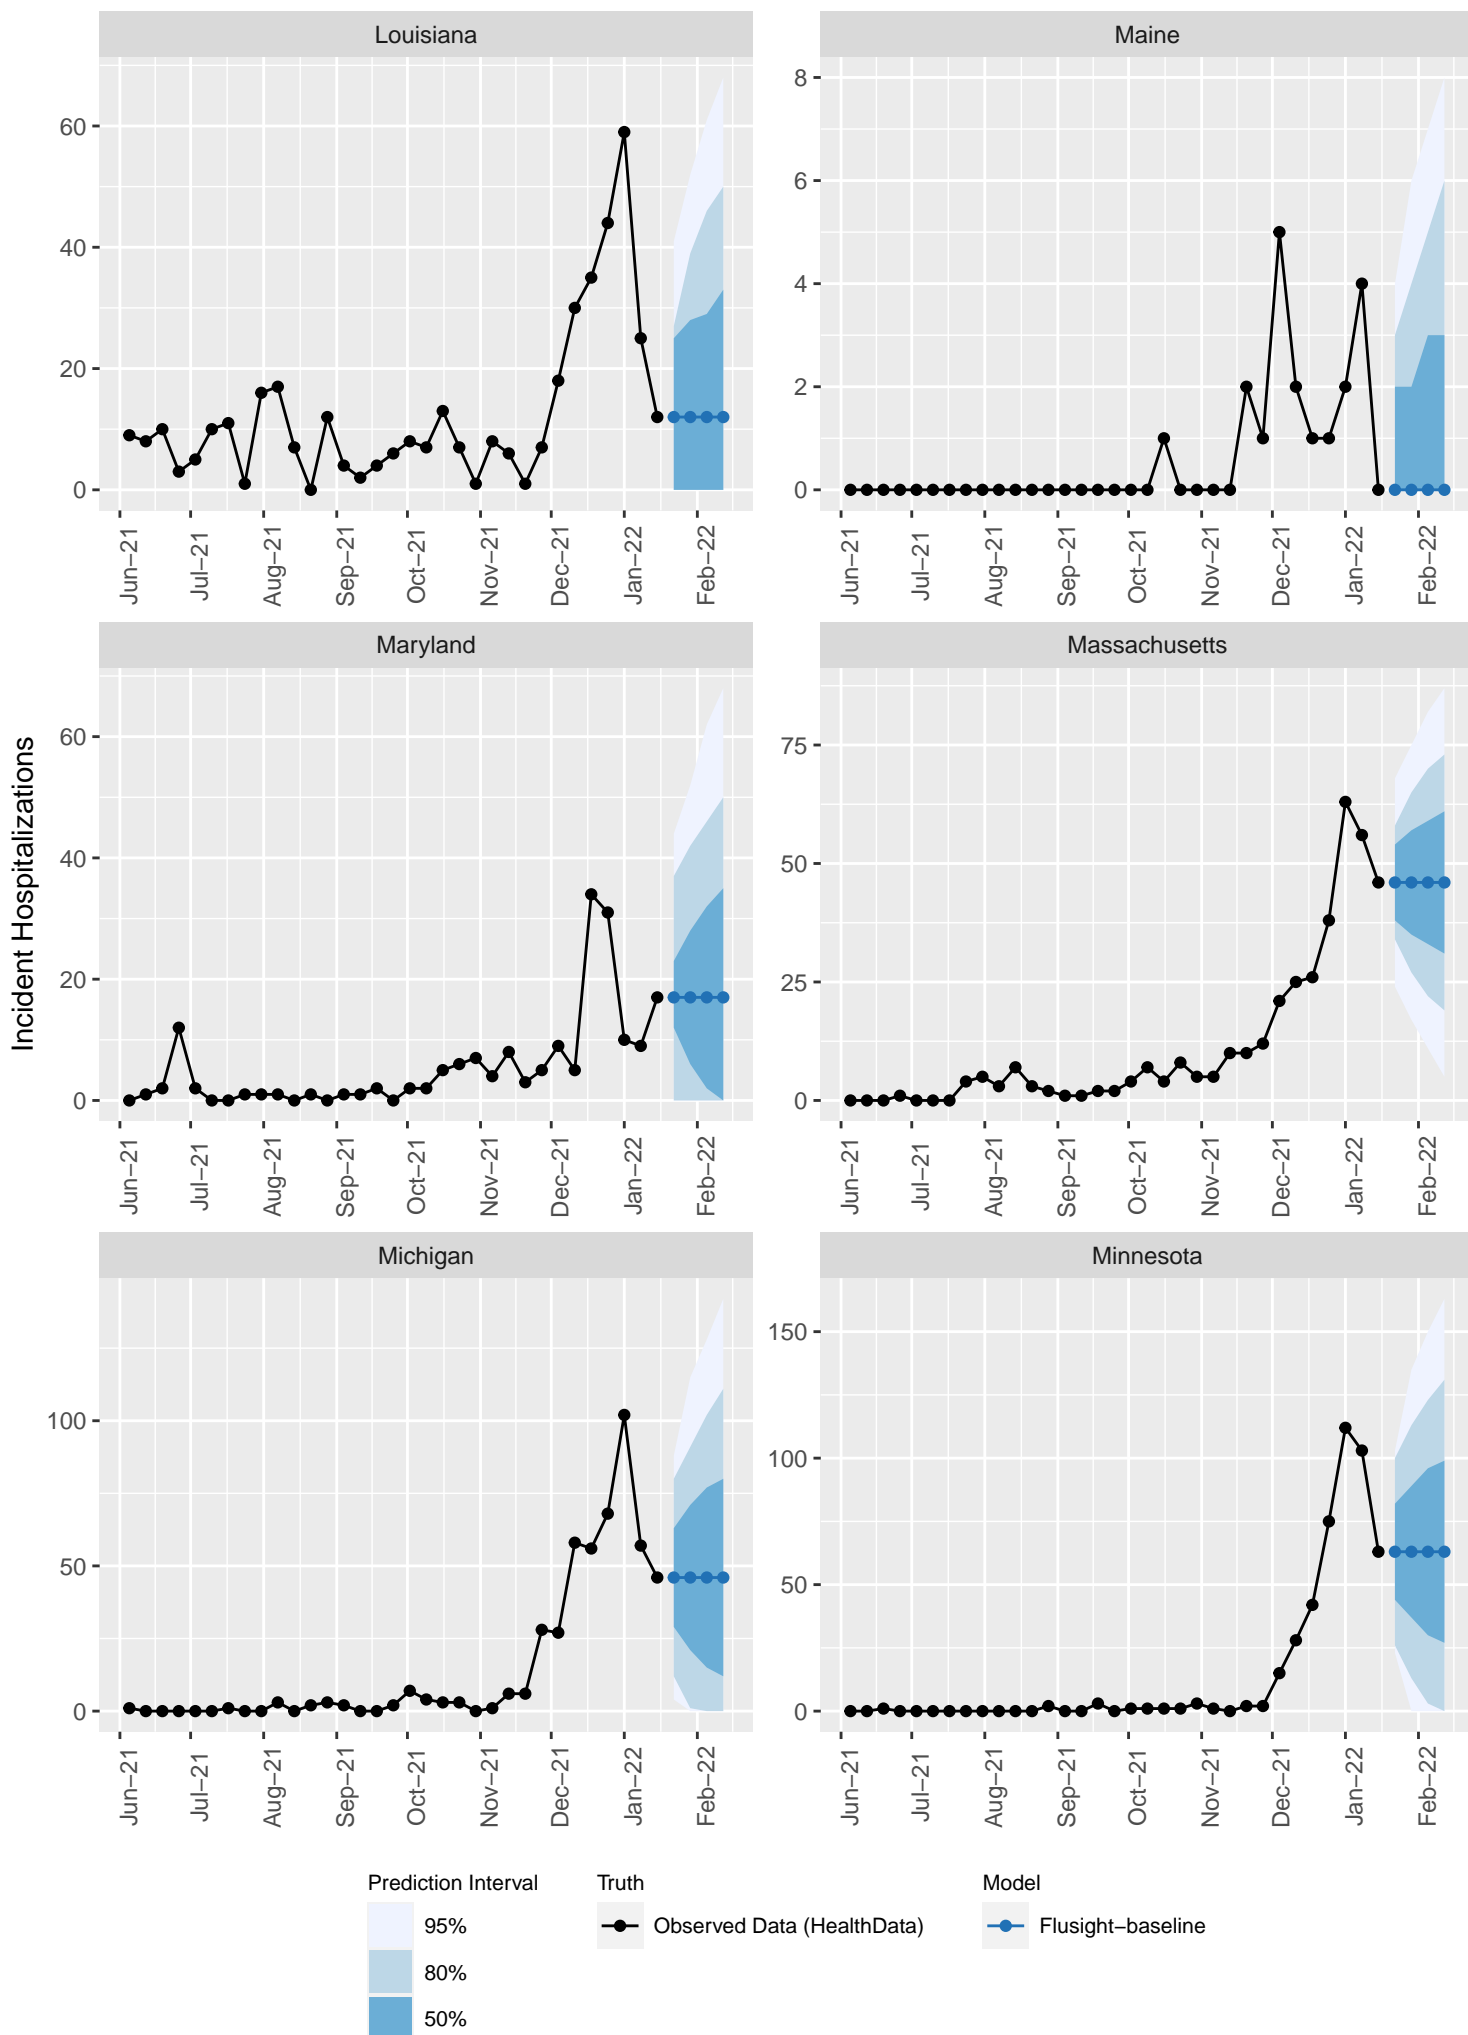 Louisiana
Maine
60
40
20
0
8
6
4
2
0
Jun−21
Jul−21
Aug−21
Sep−21
Oct−21
Nov−21
Dec−21
Jan−22
Feb−22
Jun−21
Jul−21
Aug−21
Sep−21
Oct−21
Nov−21
Dec−21
Jan−22
Feb−22
Incident Hospitalizations
Maryland
Massachusetts
60
40
20
0
75
50
25
0
Jun−21
Jul−21
Aug−21
Sep−21
Oct−21
Nov−21
Dec−21
Jan−22
Feb−22
Jun−21
Jul−21
Aug−21
Sep−21
Oct−21
Nov−21
Dec−21
Jan−22
Feb−22
Michigan
Minnesota
100
50
0
150
100
50
0
Jun−21
Jul−21
Aug−21
Sep−21
Oct−21
Nov−21
Dec−21
Jan−22
Feb−22
Jun−21
Jul−21
Aug−21
Sep−21
Oct−21
Nov−21
Dec−21
Jan−22
Feb−22
Prediction Interval
95%
80%
50%
Truth
Observed Data (HealthData)
Model
Flusight−baseline